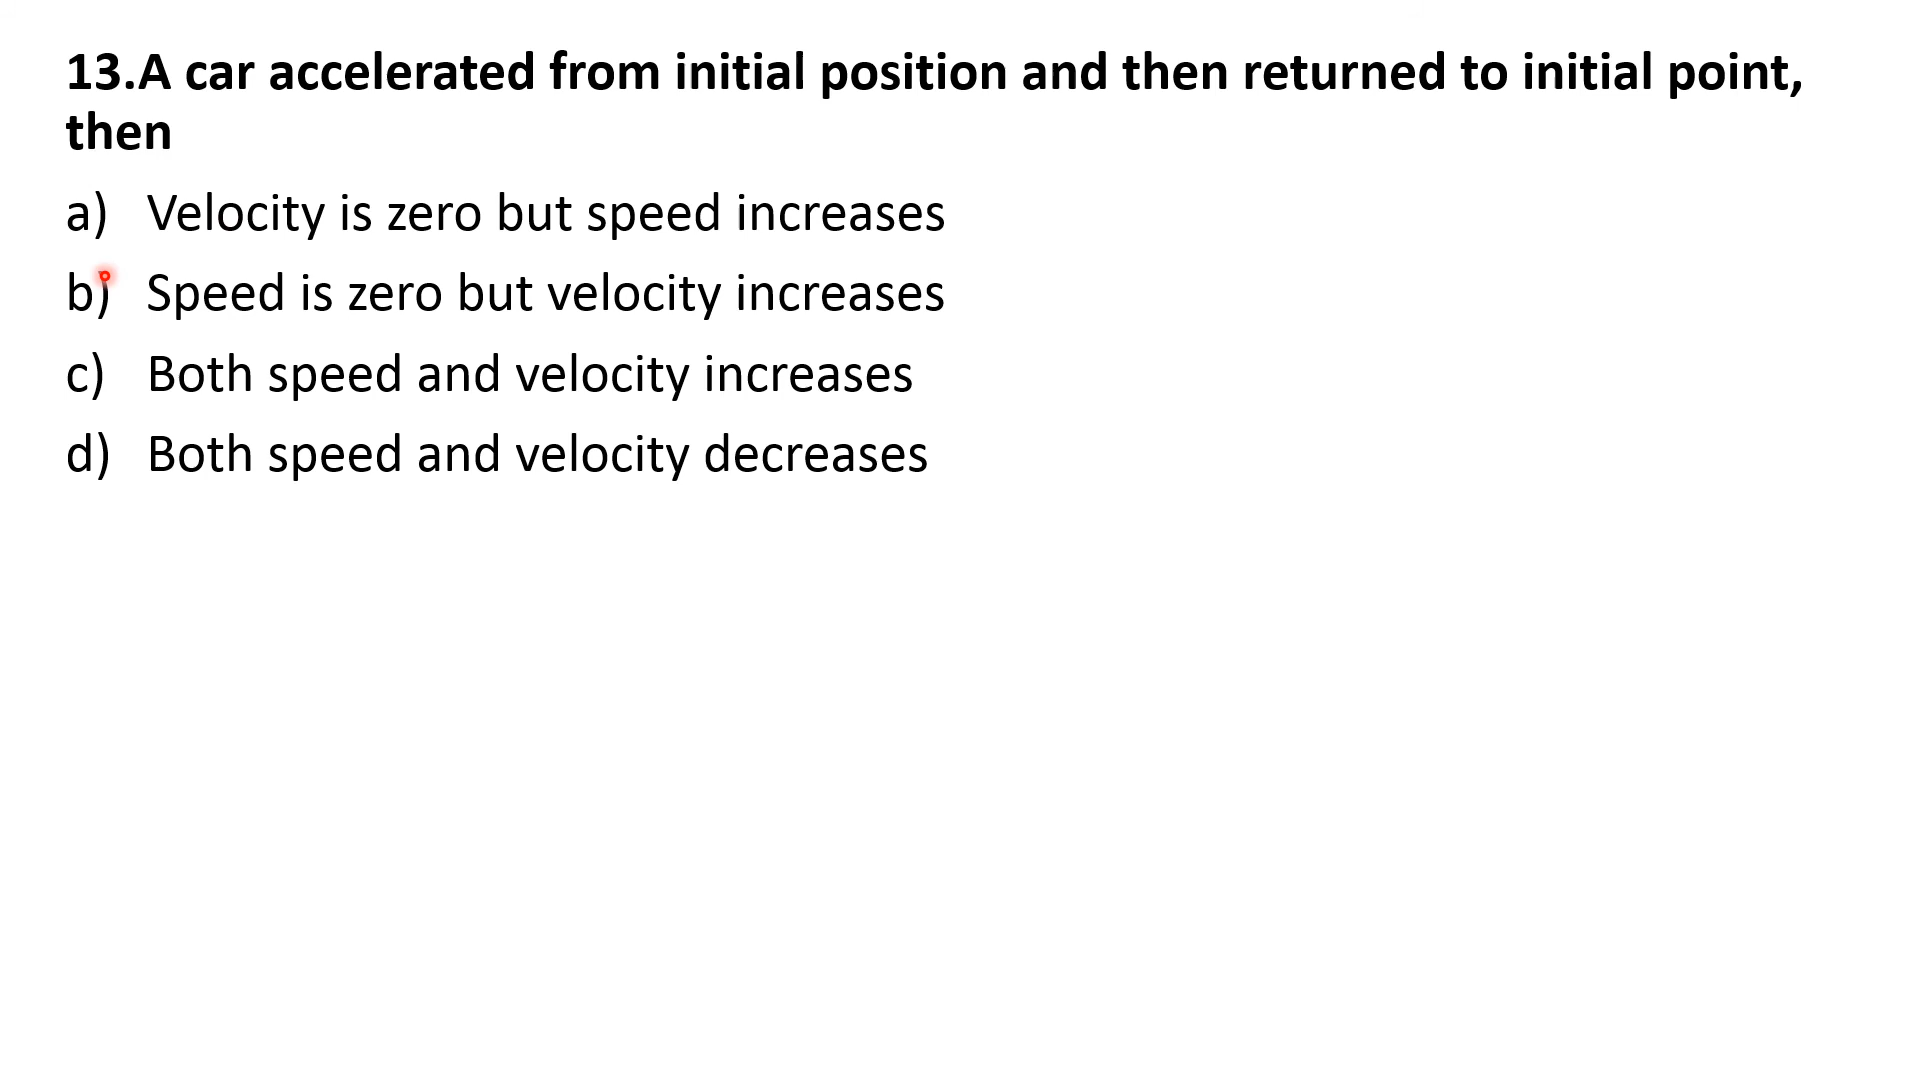 13.A car accelerated from initial position and then returned to initial point,
then
a) Velocity is zero but speed increases
b) Speed is zero but velocity increases
c) Both speed and velocity increases
d) Both speed and velocity decreases